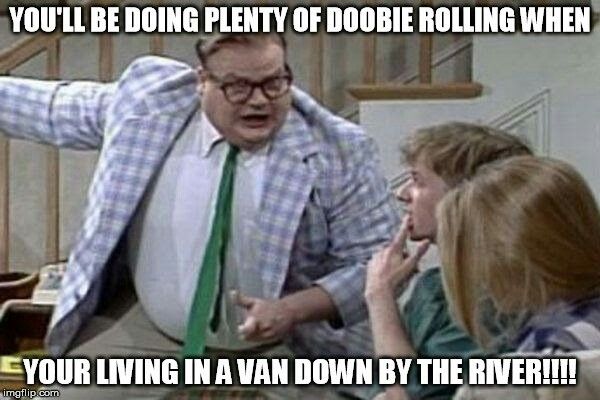 YOU'LL BE DOING PLENTY OF DOOBIE ROLLING WHEN
YOUR LIVING IN A VAN DOWN BY THE RIVER!!!!
imgflip.com